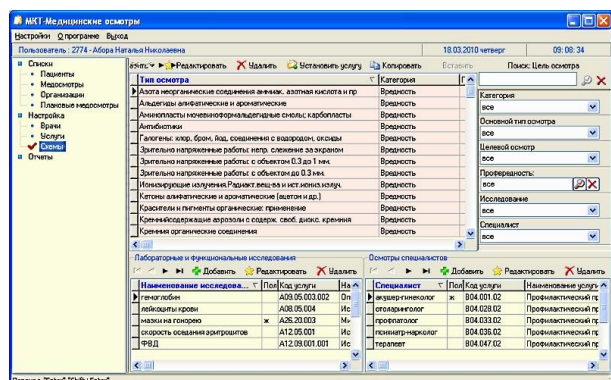 МКТ-Медицинские осмотры
Настройки О программе Выход
Пользователь : 2774 - Абора Наталья Николаевна 18.03.2010 четверг 09: 08: 34
Списки
Пациенты
Медосмотры
Организации
Плановые медосмотры
Настройка
Врачи
Услуги
Схемы
Отчеты
Редактировать Удалить Установить услугу Копировать Вставить Поиск: Цель осмотра
Тип осмотра Категория
Азота неорганические соединения аммиак, азотная кислота и пр Вредность
Альдегиды алифатические и ароматические Вредность
Аминопласты мочевиноформальдегидные смолы; карбопласты Вредность
Антибиотики Вредность
Галогены: хлор, бром, йод, соединения с водородом, оксиды Вредность
Зрительно напряженные работы: непр. слежение за экраном Вредность
Зрительно напряженные работы: с объектом 0.3 до 1 мм. Вредность
Зрительно напряженные работы: с объектом до 0.3 мм. Вредность
Ионизирующие излучения,Радиакт.вещ-ва и ист.иониз.излуч. Вредность
Кетоны алифатические и ароматические (ацетон и др.) Вредность
Красители и пигменты органические: применение Вредность
Кремнийсодержащие аэрозоли с содерж. своб. диокс. кремния Вредность
Кремния органические соединения Вредность
Категория
все
Основной тип осмотра
все
Целевой осмотр
все
Профвредность:
все
Исследование
все
Специалист
все
Лабораторные и функциональные исследования
Добавить Редактировать Удалить
Наименование исследова... Пол Код услуги На
гемоглобин A09.05.003.002
лейкоциты крови A08.05.004 Ис
мазки на гонорею ж A26.20.003
скорость оседания эритроцитов A12.05.001 Ис
ФВД A12.09.001.001 Ис
Осмотры специалистов
Добавить Редактировать Удалить
Специалист Пол Код услуги Наименование услуги
акушер-гинеколог ж B04.001.02 Профилактический пр
отоларинголог B04.028.02 Профилактический пр
профпатолог B04.033.02 Профилактический пр
психиатр-нарколог B04.036.02 Профилактический пр
терапевт B04.047.02 Профилактический пр